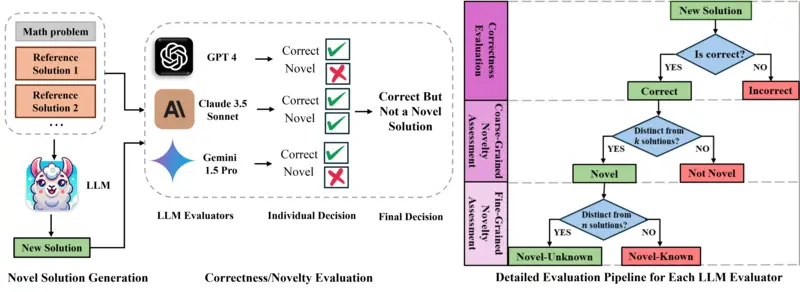 Math problem
Reference
Solution 1
Reference
Solution 2
...
LLM
New Solution
Novel Solution Generation
GPT 4
Correct
Novel
Claude 3.5
Sonnet
Correct
Novel
Gemini
1.5 Pro
Correct
Novel
Correct But
Not a Novel
Solution
LLM Evaluators
Individual Decision
Final Decision
Correctness/Novelty Evaluation
Correctness
Evaluation
New Solution
Is correct?
YES
NO
Correct
Incorrect
Coarse-Grained
Novelty
Assessment
Distinct from
k solutions?
YES
NO
Novel
Not Novel
Fine-Grained
Novelty
Assessment
Distinct from
n solutions?
YES
NO
Novel-Unknown
Novel-Known
Detailed Evaluation Pipeline for Each LLM Evaluator